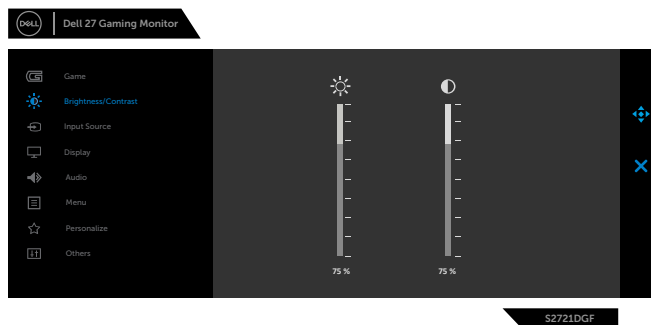 DELL
Dell 27 Gaming Monitor
Game
Brightness/Contrast
Input Source
Display
Audio
Menu
Personalize
Others
75 %
75 %
S2721DGF